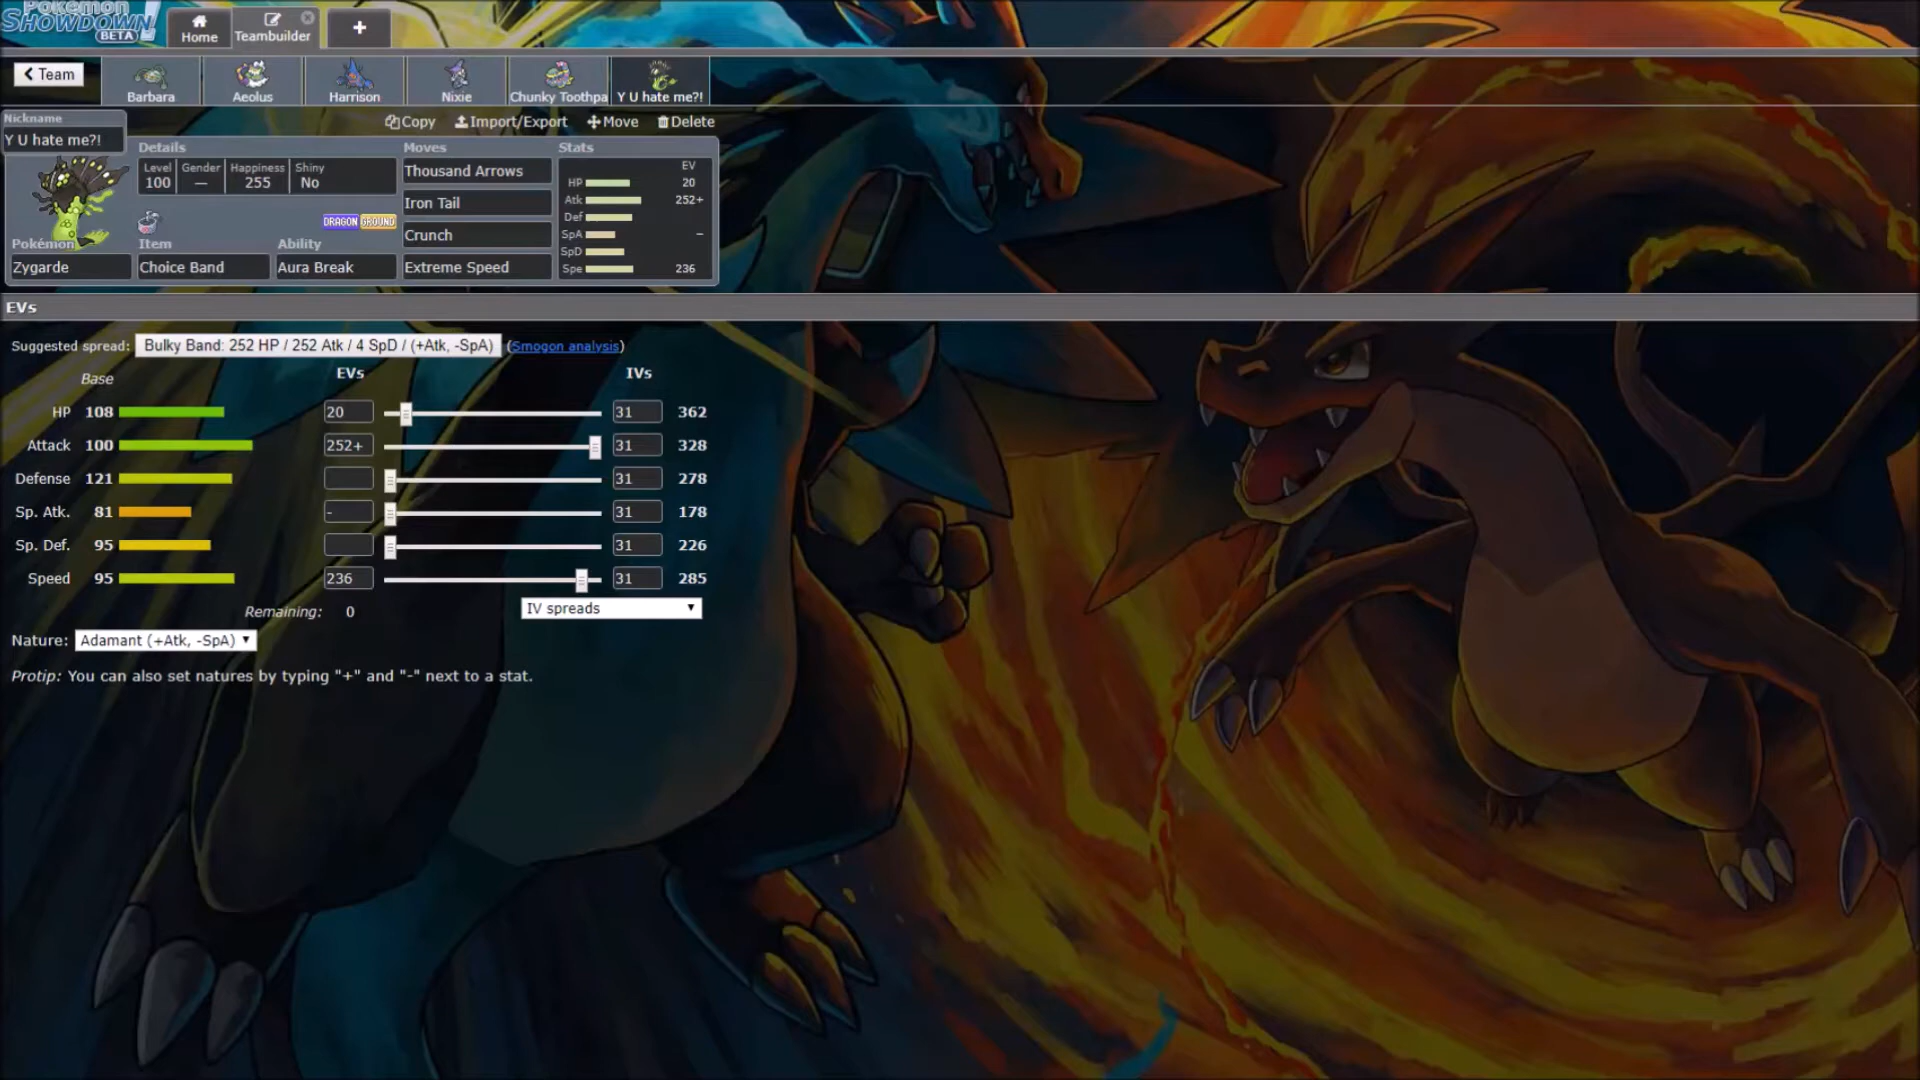 Pokémon
SHOWDOWN!
BETA
Home
Teambuilder
+
Team
Barbara
Aeolus
Harrison
Nixie
Chunky Toothpa
Y U hate me?!
Copy
Import/Export
Move
Delete
Nickname
Y U hate me?!
Details
Moves
Stats
Level
Gender
Happiness
Shiny
100
—
255
No
Thousand Arrows
Iron Tail
Crunch
Extreme Speed
EV
HP 20
Atk 252+
Def
SpA –
SpD
Spe 236
DRAGON GROUND
Pokémon
Item
Ability
Zygarde
Choice Band
Aura Break
EVs
Suggested spread: Bulky Band: 252 HP / 252 Atk / 4 SpD / (+Atk, -SpA) (Smogon analysis)
Base EVs IVs
HP 108 20 31 362
Attack 100 252+ 31 328
Defense 121 31 278
Sp. Atk. 81 - 31 178
Sp. Def. 95 31 226
Speed 95 236 31 285
Remaining: 0
IV spreads
Nature: Adamant (+Atk, -SpA)
Protip: You can also set natures by typing "+" and "-" next to a stat.